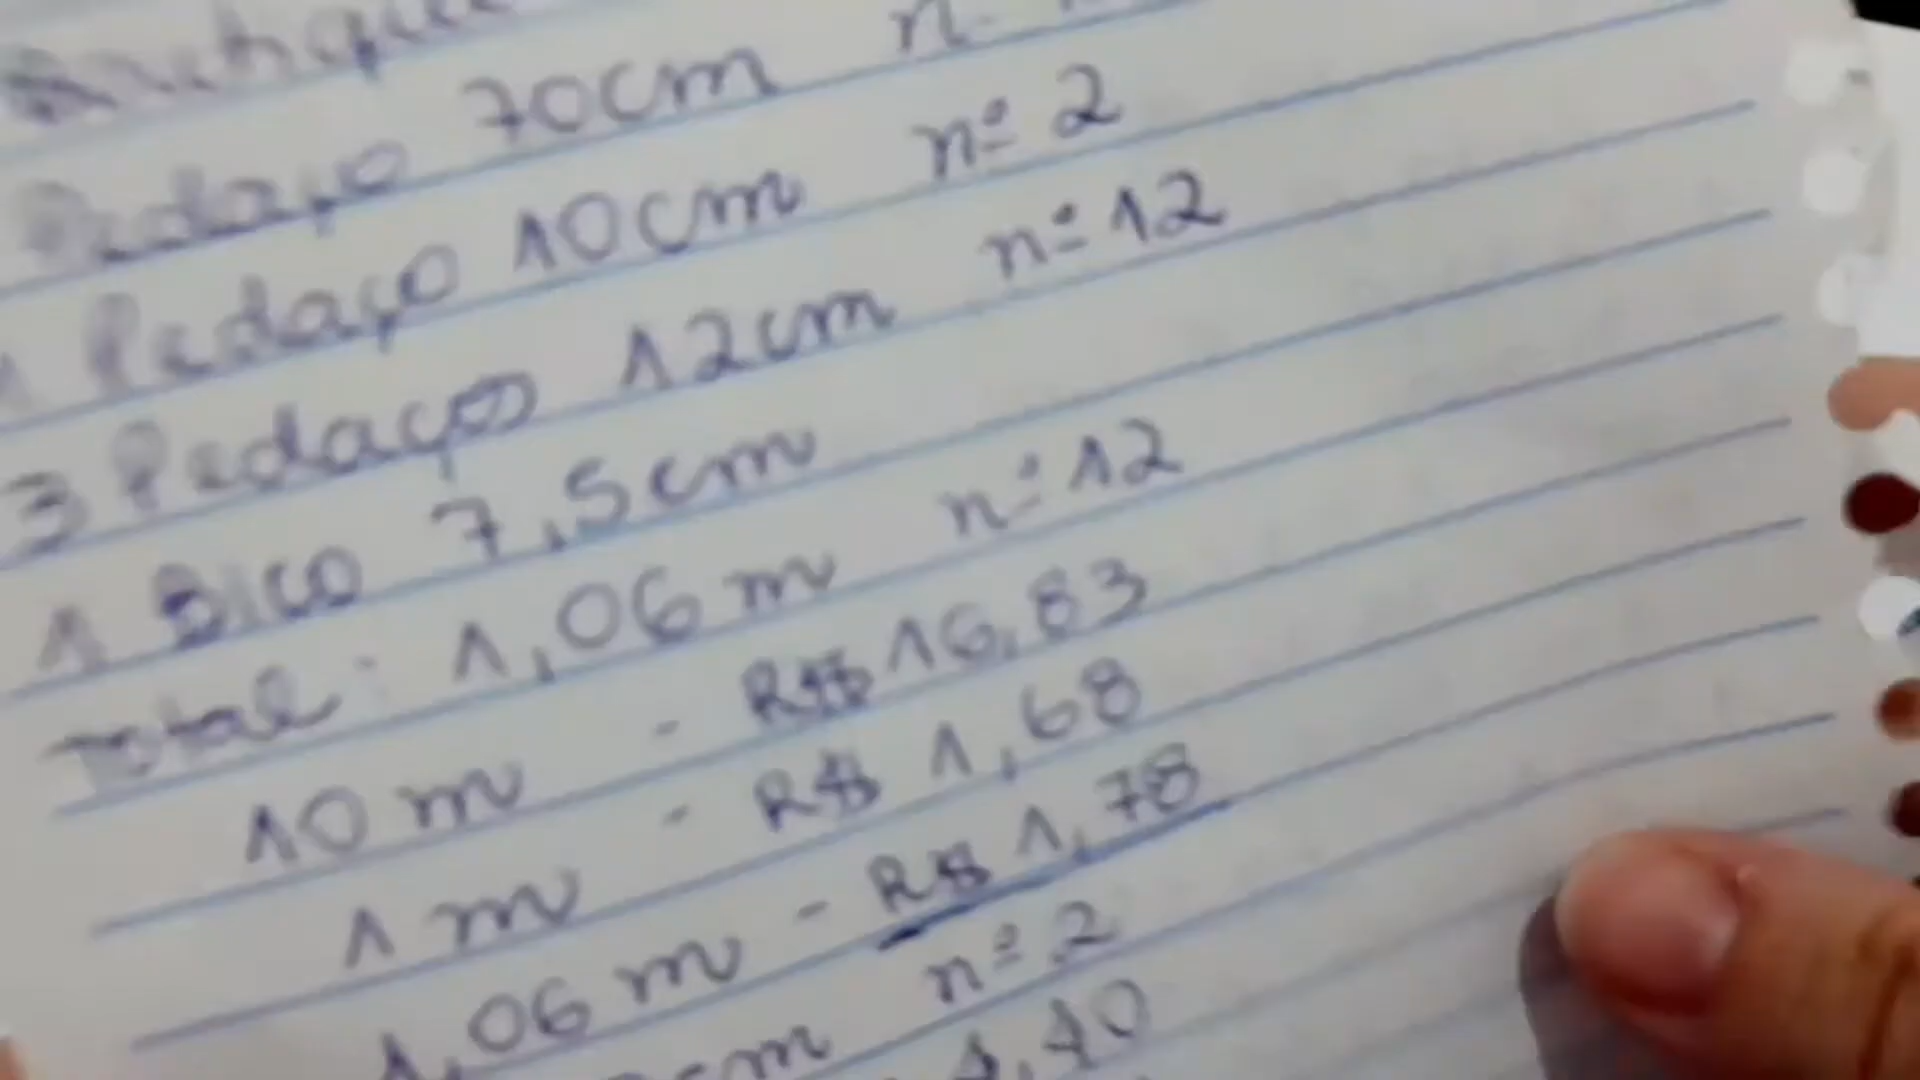 Pedaço 70cm n
1 Pedaço 10cm nº 2
3 Pedaços 12cm nº 12
1 Bico 7,5cm
Total: 1,06 m nº 12
10 m - R$ 16,83
1 m - R$ 1,68
1,06 m - R$ 1,78
cm nº 2